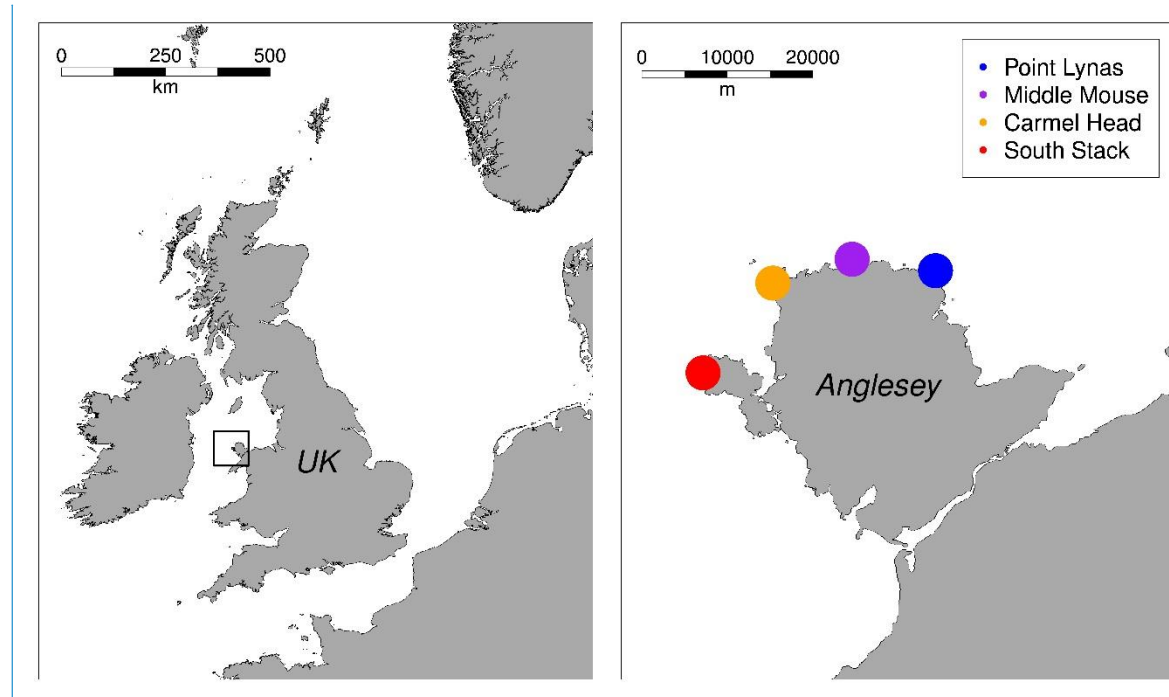 0 250 500
km
UK
0 10000 20000
m
Point Lynas
Middle Mouse
Carmel Head
South Stack
Anglesey